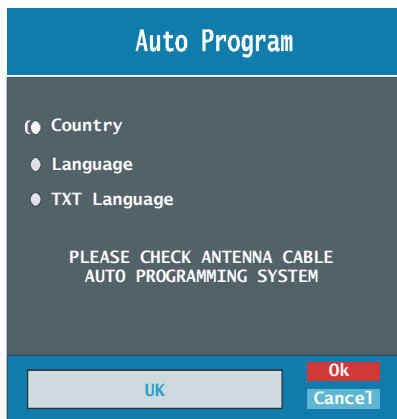 Auto Program
Country
Language
TXT Language
PLEASE CHECK ANTENNA CABLE
AUTO PROGRAMMING SYSTEM
UK
Ok
Cancel